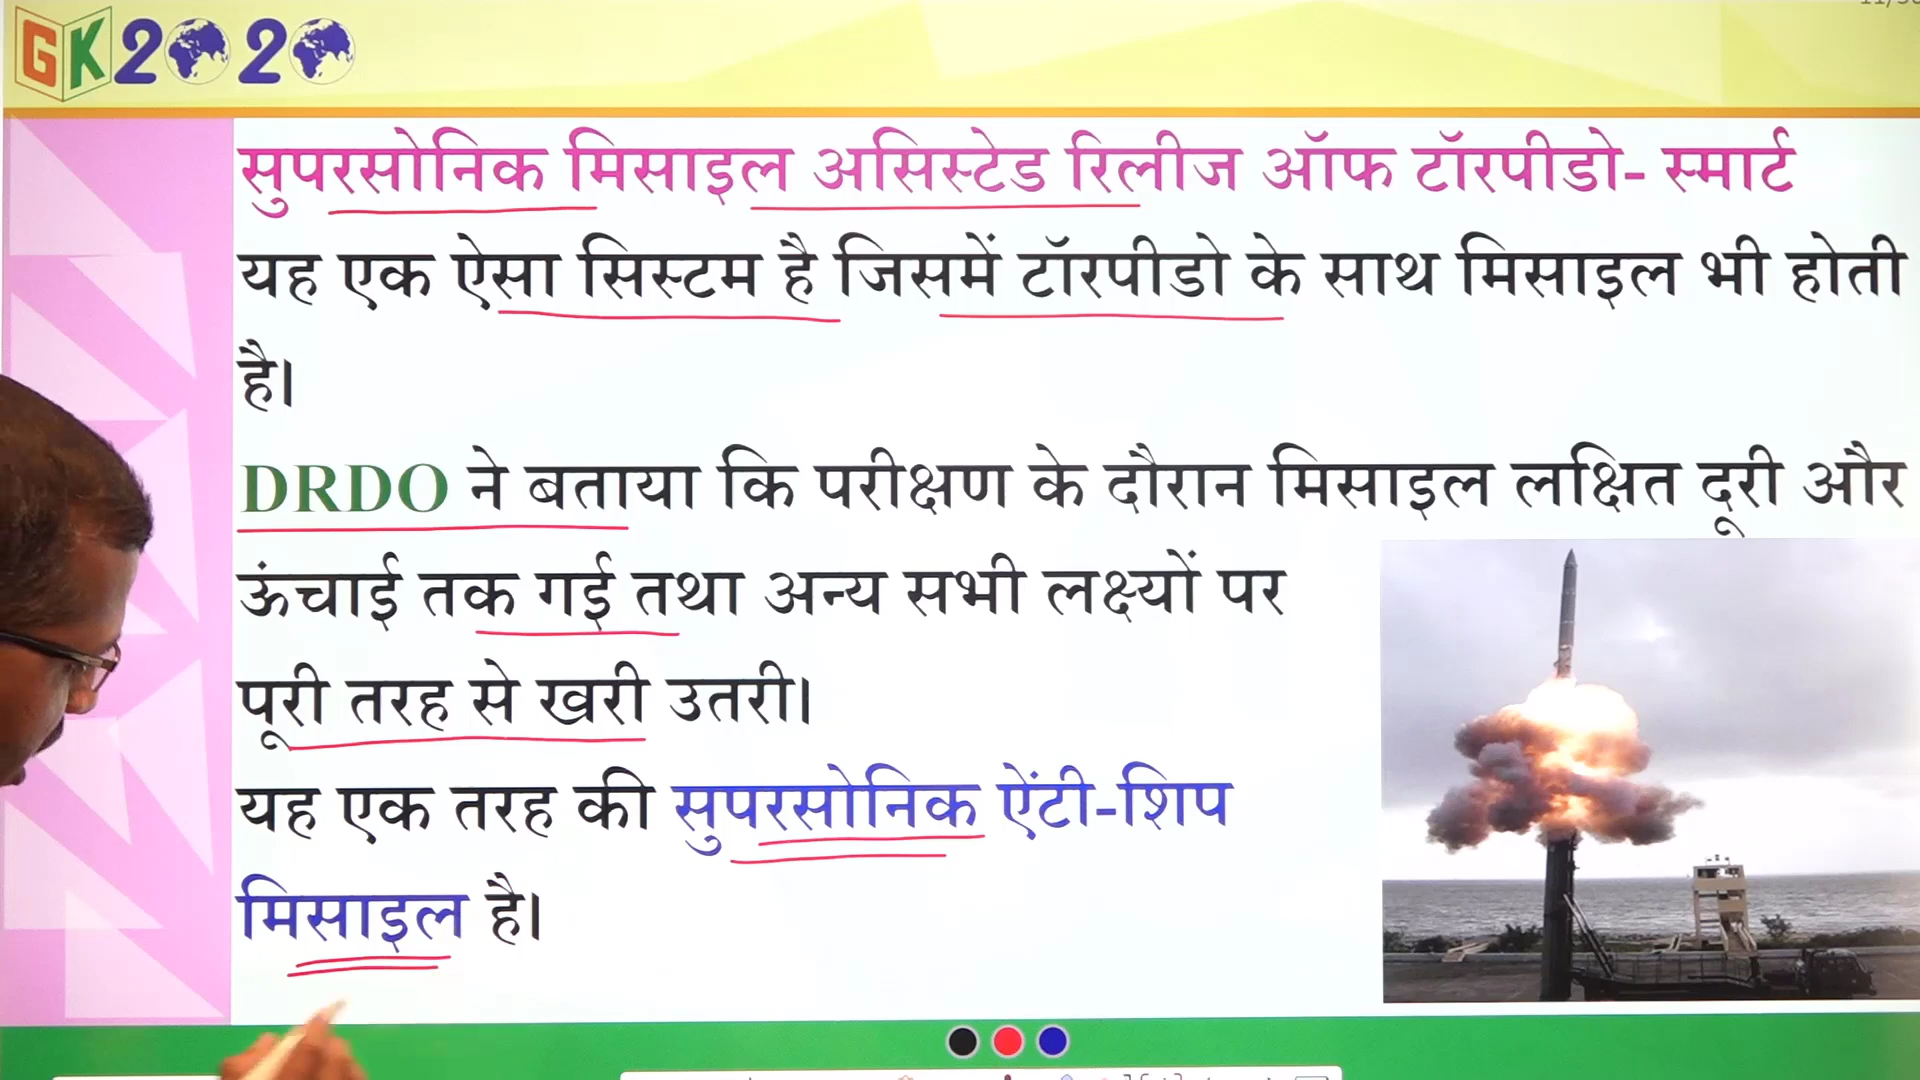 GK2020
सुपरसोनिक मिसाइल असिस्टेड रिलीज ऑफ टॉरपीडो- स्मार्ट
यह एक ऐसा सिस्टम है जिसमें टॉरपीडो के साथ मिसाइल भी होती
है।
DRDO ने बताया कि परीक्षण के दौरान मिसाइल लक्षित दूरी और
ऊंचाई तक गई तथा अन्य सभी लक्ष्यों पर
पूरी तरह से खरी उतरी।
यह एक तरह की सुपरसोनिक ऐंटी-शिप
मिसाइल है।